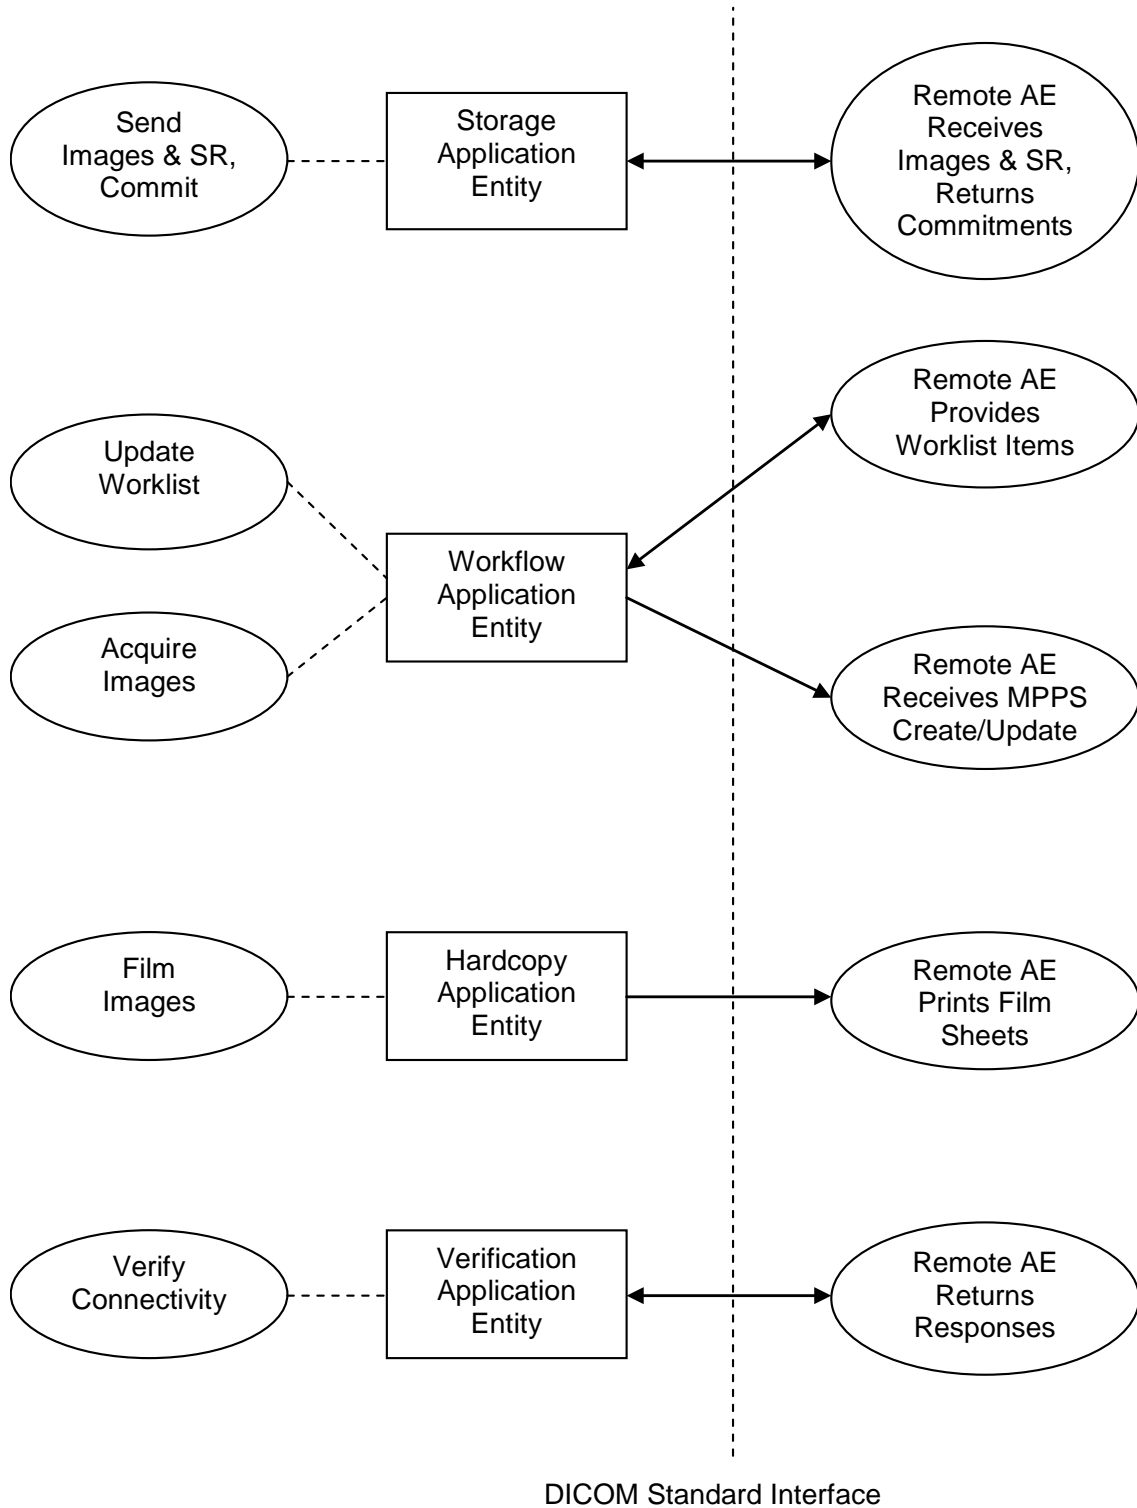 Send
Images & SR,
Commit
Storage
Application
Entity
Remote AE
Receives
Images & SR,
Returns
Commitments
Update
Worklist
Acquire
Images
Workflow
Application
Entity
Remote AE
Provides
Worklist Items
Remote AE
Receives MPPS
Create/Update
Film
Images
Hardcopy
Application
Entity
Remote AE
Prints Film
Sheets
Verify
Connectivity
Verification
Application
Entity
Remote AE
Returns
Responses
DICOM Standard Interface